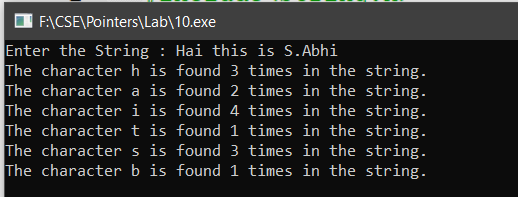 F:\CSE\Pointers\Lab\10.exe
Enter the String : Hai this is S.Abhi
The character h is found 3 times in the string.
The character a is found 2 times in the string.
The character i is found 4 times in the string.
The character t is found 1 times in the string.
The character s is found 3 times in the string.
The character b is found 1 times in the string.